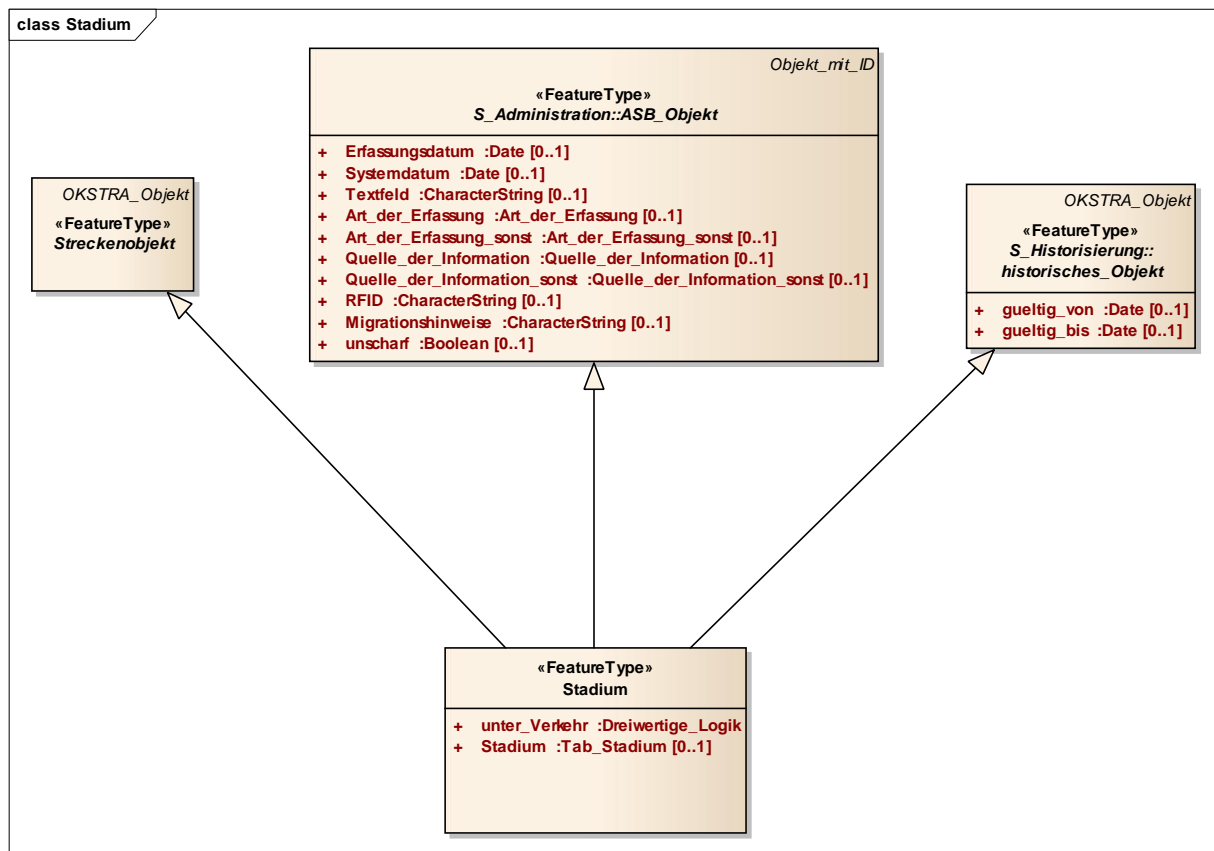 class Stadium
Objekt_mit_ID
«FeatureType»
S_Administration::ASB_Objekt
+ Erfassungsdatum :Date [0..1]
+ Systemdatum :Date [0..1]
+ Textfeld :CharacterString [0..1]
+ Art_der_Erfassung :Art_der_Erfassung [0..1]
+ Art_der_Erfassung_sonst :Art_der_Erfassung_sonst [0..1]
+ Quelle_der_Information :Quelle_der_Information [0..1]
+ Quelle_der_Information_sonst :Quelle_der_Information_sonst [0..1]
+ RFID :CharacterString [0..1]
+ Migrationshinweise :CharacterString [0..1]
+ unscharf :Boolean [0..1]
OKSTRA_Objekt
«FeatureType»
Streckenobjekt
OKSTRA_Objekt
«FeatureType»
S_Historisierung::
historisches_Objekt
+ gueltig_von :Date [0..1]
+ gueltig_bis :Date [0..1]
«FeatureType»
Stadium
+ unter_Verkehr :Dreiwertige_Logik
+ Stadium :Tab_Stadium [0..1]